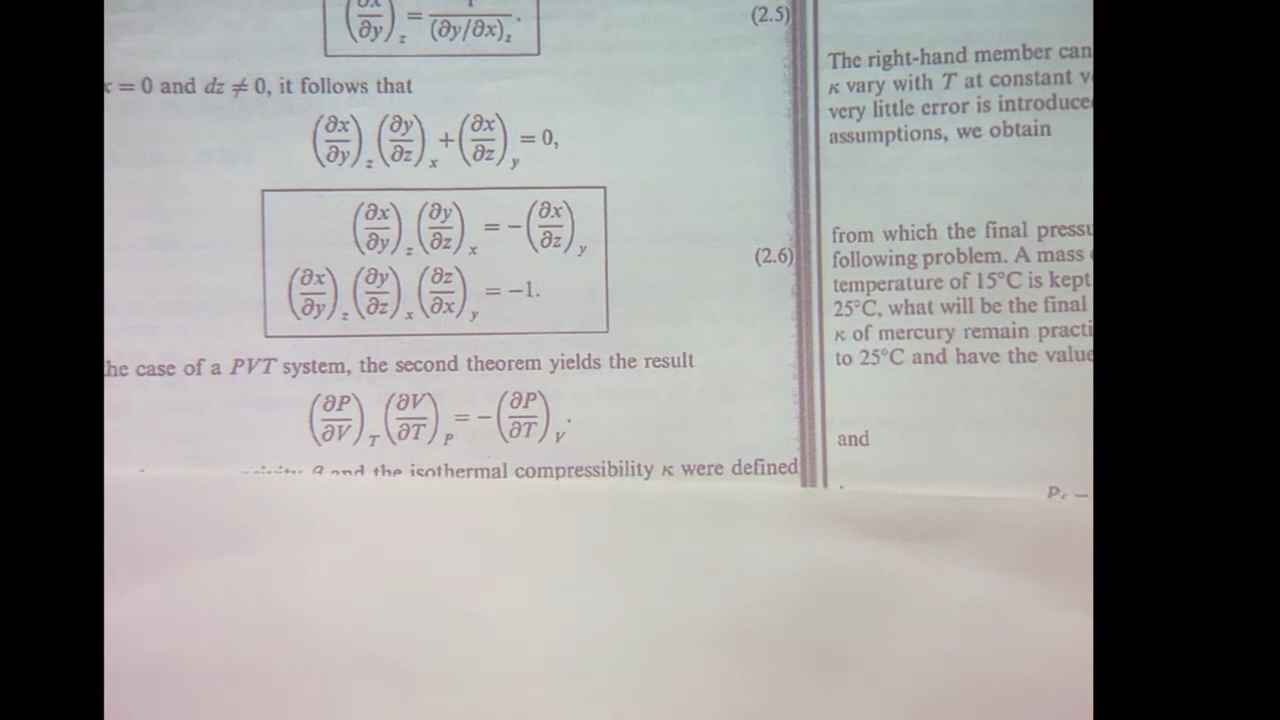 (∂x/∂y)_z = 1/(∂y/∂x)_z. (2.5)
= 0 and dz ≠ 0, it follows that
(∂x/∂y)_z (∂y/∂z)_x + (∂x/∂z)_y = 0,
(∂x/∂y)_z (∂y/∂z)_x = −(∂x/∂z)_y
(2.6)
(∂x/∂y)_z (∂y/∂z)_x (∂z/∂x)_y = −1.
he case of a PVT system, the second theorem yields the result
(∂P/∂V)_T (∂V/∂T)_P = −(∂P/∂T)_V.
and the isothermal compressibility κ were defined
The right-hand member can
κ vary with T at constant
very little error is introduce
assumptions, we obtain
from which the final pressu
following problem. A mass
temperature of 15°C is kept
25°C, what will be the final
κ of mercury remain practi
to 25°C and have the value
and